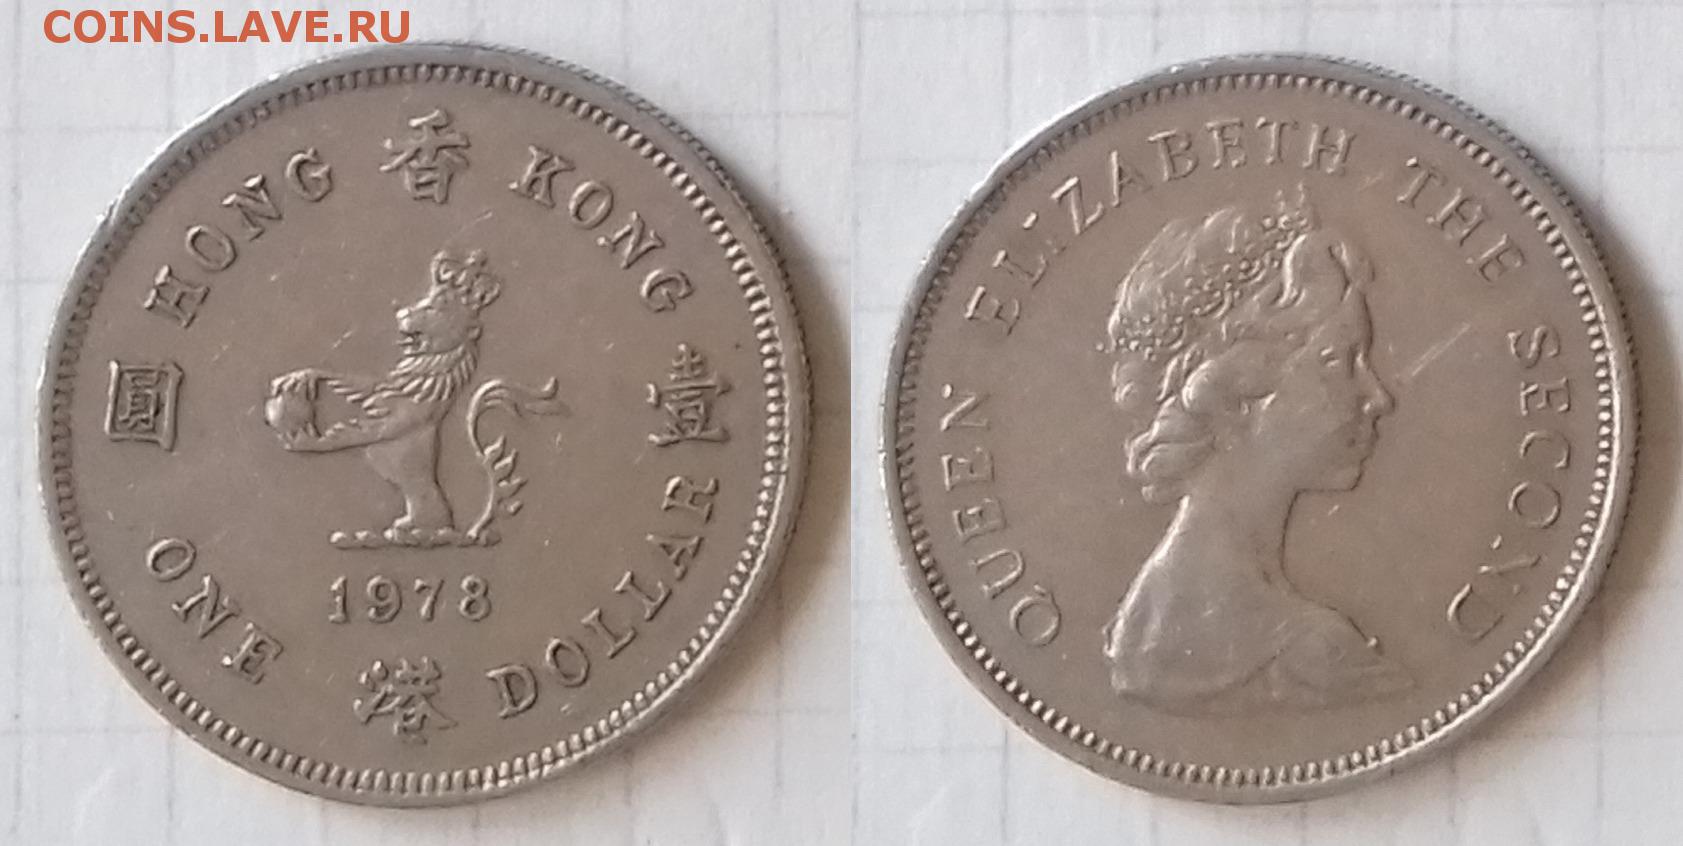 COINS.LAVE.RU
HONG KONG
香港
壹圓
1978
ONE DOLLAR
QUEEN ELIZABETH THE SECOND